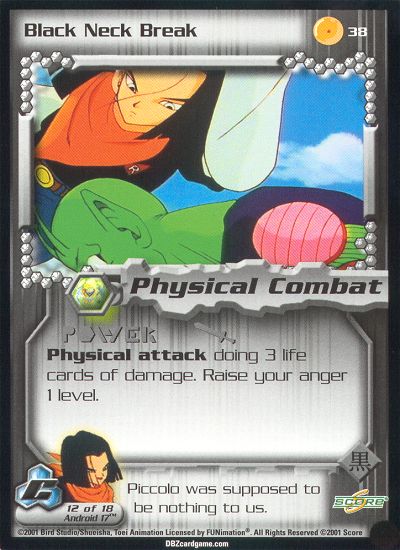 Black Neck Break
38
Physical Combat
POWER
Physical attack doing 3 life
cards of damage. Raise your anger
1 level.
黒
12 of 18
Android 17™
Piccolo was supposed to
be nothing to us.
SCORE
©2001 Bird Studio/Shueisha, Toei Animation Licensed by FUNimation®. All Rights Reserved ©2001 Score
DBZcardgame.com™